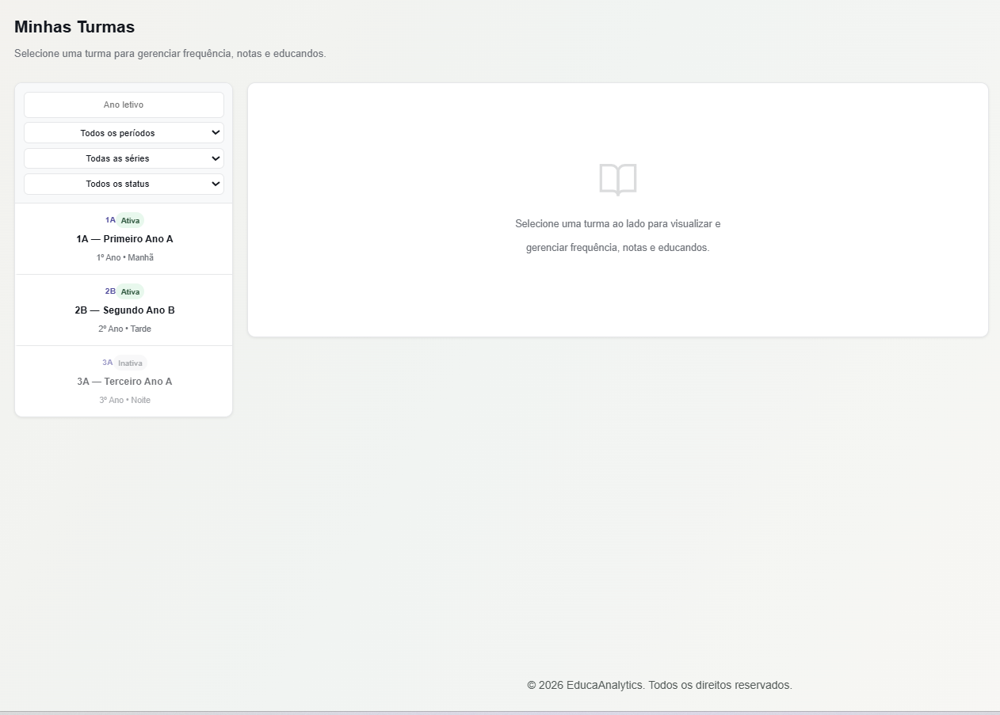 Minhas Turmas
Selecione uma turma para gerenciar frequência, notas e educandos.
Ano letivo
Todos os períodos
Todas as séries
Todos os status
1A Ativa
1A — Primeiro Ano A
1º Ano • Manhã
2B Ativa
2B — Segundo Ano B
2º Ano • Tarde
3A Inativa
3A — Terceiro Ano A
3º Ano • Noite
Selecione uma turma ao lado para visualizar e
gerenciar frequência, notas e educandos.
© 2026 EducaAnalytics. Todos os direitos reservados.